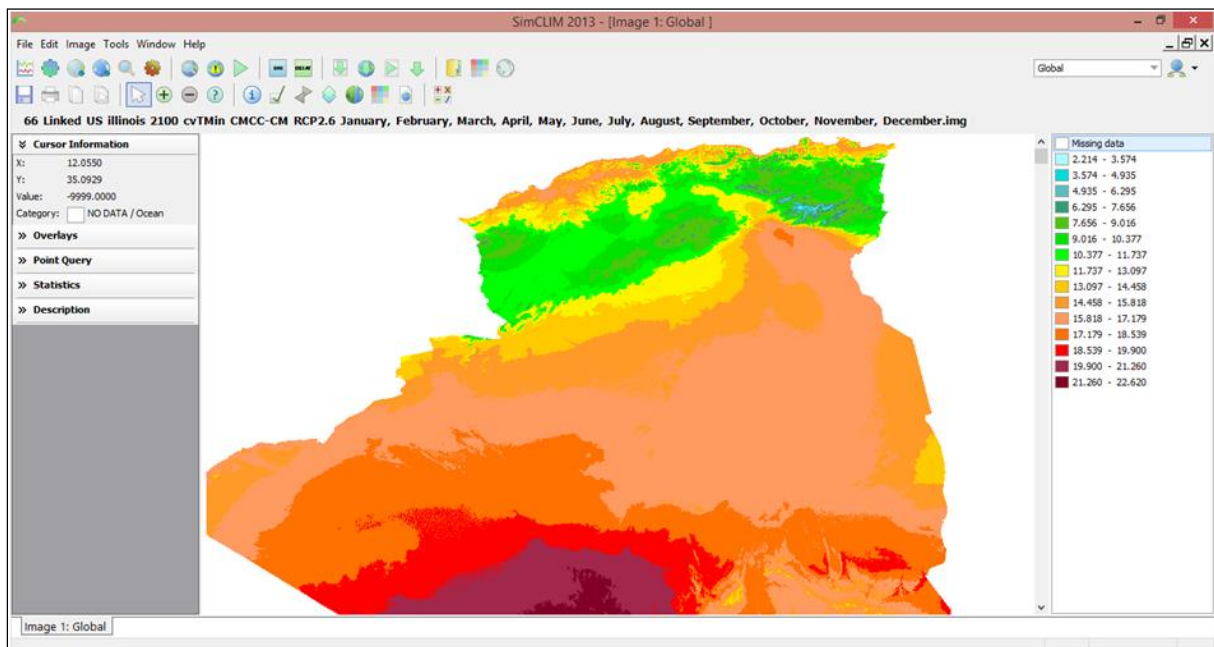 SimCLIM 2013 - [Image 1: Global ]
File Edit Image Tools Window Help
Global
66 Linked US illinois 2100 cvTMin CMCC-CM RCP2.6 January, February, March, April, May, June, July, August, September, October, November, December.img
Cursor Information
X: 12.0550
Y: 35.0929
Value: -9999.0000
Category: NO DATA / Ocean
Overlays
Point Query
Statistics
Description
Missing data
2.214 - 3.574
3.574 - 4.935
4.935 - 6.295
6.295 - 7.656
7.656 - 9.016
9.016 - 10.377
10.377 - 11.737
11.737 - 13.097
13.097 - 14.458
14.458 - 15.818
15.818 - 17.179
17.179 - 18.539
18.539 - 19.900
19.900 - 21.260
21.260 - 22.620
Image 1: Global